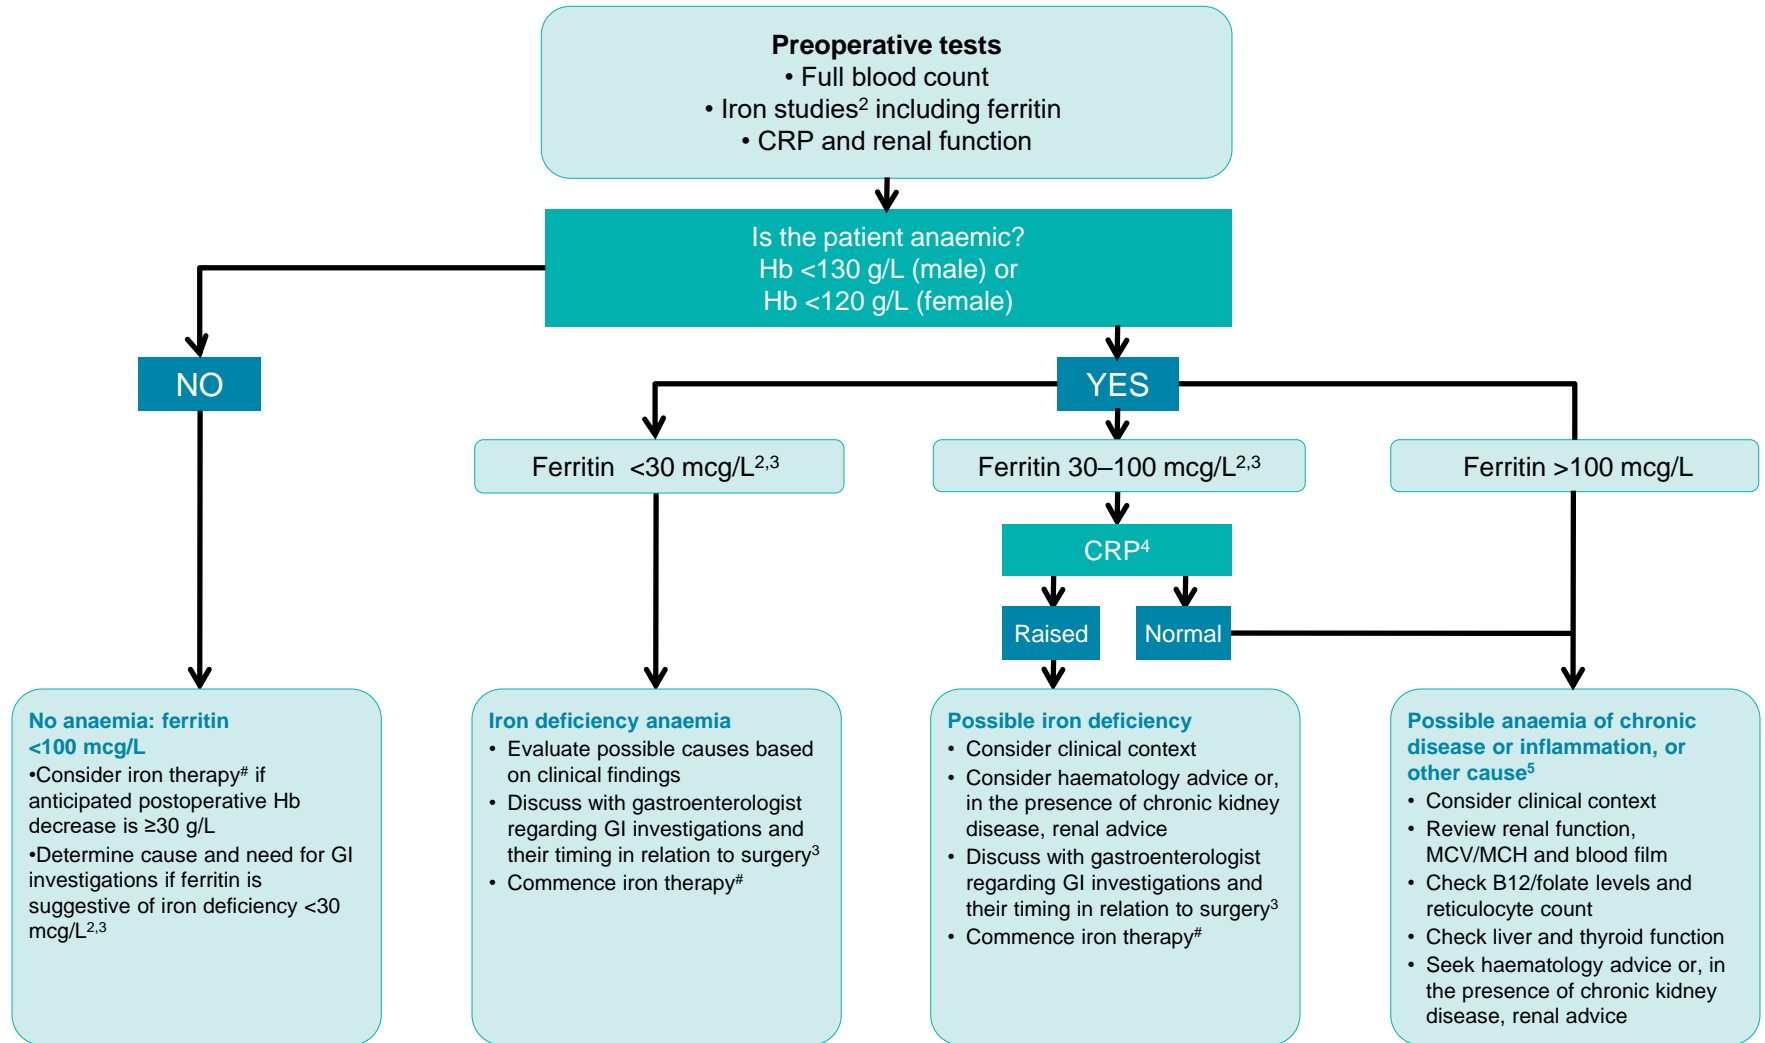 Preoperative tests
• Full blood count
• Iron studies² including ferritin
• CRP and renal function
Is the patient anaemic?
Hb <130 g/L (male) or
Hb <120 g/L (female)
NO
YES
Ferritin <30 mcg/L²,³
Ferritin 30–100 mcg/L²,³
Ferritin >100 mcg/L
CRP⁴
Raised
Normal
No anaemia: ferritin
<100 mcg/L
•Consider iron therapy# if
anticipated postoperative Hb
decrease is ≥30 g/L
•Determine cause and need for GI
investigations if ferritin is
suggestive of iron deficiency <30
mcg/L²,³
Iron deficiency anaemia
• Evaluate possible causes based
on clinical findings
• Discuss with gastroenterologist
regarding GI investigations and
their timing in relation to surgery³
• Commence iron therapy#
Possible iron deficiency
• Consider clinical context
• Consider haematology advice or,
in the presence of chronic kidney
disease, renal advice
• Discuss with gastroenterologist
regarding GI investigations and
their timing in relation to surgery³
• Commence iron therapy#
Possible anaemia of chronic
disease or inflammation, or
other cause⁵
• Consider clinical context
• Review renal function,
MCV/MCH and blood film
• Check B12/folate levels and
reticulocyte count
• Check liver and thyroid function
• Seek haematology advice or, in
the presence of chronic kidney
disease, renal advice